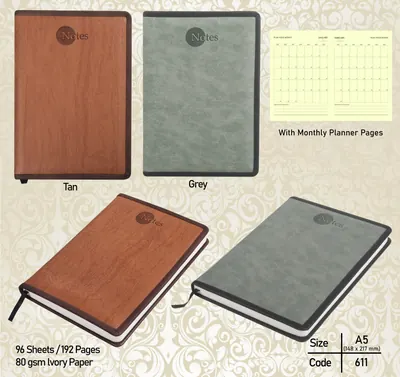 Notes
Notes
With Monthly Planner Pages
Tan
Grey
Notes
Notes
96 Sheets / 192 Pages
80 gsm Ivory Paper
Size A5
(148 x 217 mm)
Code 611